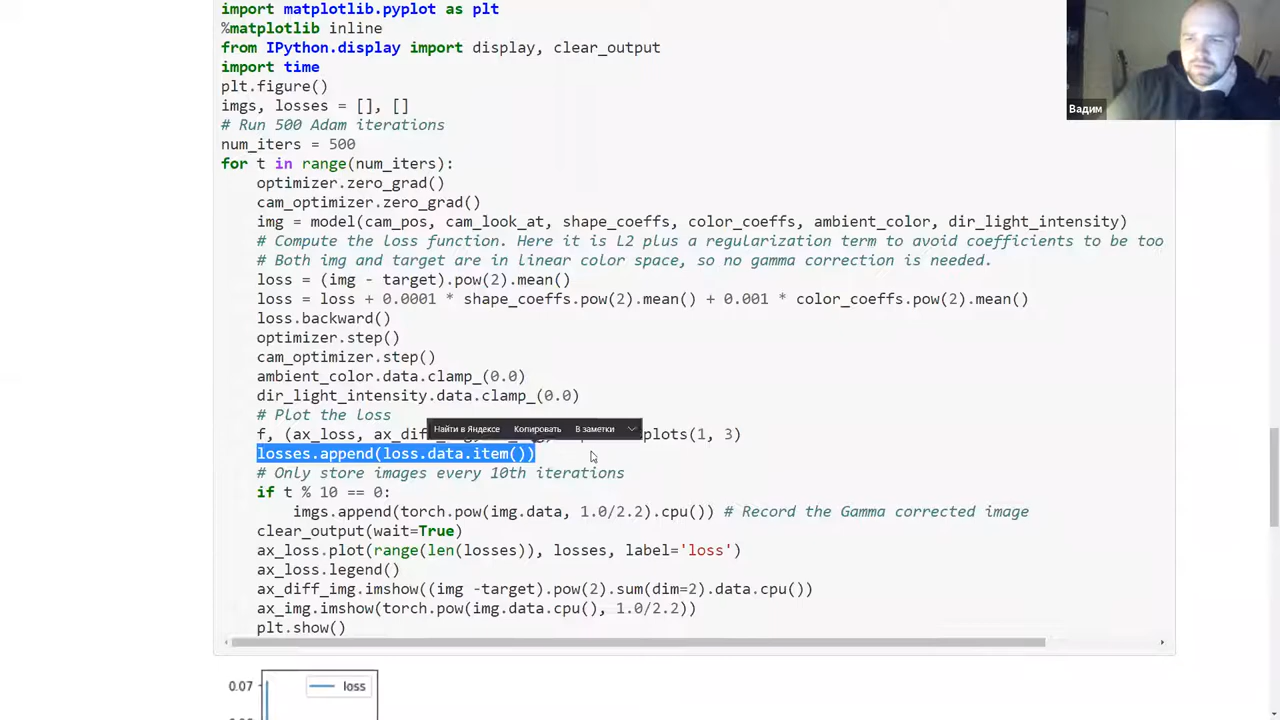 import matplotlib.pyplot as plt
%matplotlib inline
from IPython.display import display, clear_output
import time
plt.figure()
imgs, losses = [], []
# Run 500 Adam iterations
num_iters = 500
for t in range(num_iters):
    optimizer.zero_grad()
    cam_optimizer.zero_grad()
    img = model(cam_pos, cam_look_at, shape_coeffs, color_coeffs, ambient_color, dir_light_intensity)
    # Compute the loss function. Here it is L2 plus a regularization term to avoid coefficients to be too
    # Both img and target are in linear color space, so no gamma correction is needed.
    loss = (img - target).pow(2).mean()
    loss = loss + 0.0001 * shape_coeffs.pow(2).mean() + 0.001 * color_coeffs.pow(2).mean()
    loss.backward()
    optimizer.step()
    cam_optimizer.step()
    ambient_color.data.clamp_(0.0)
    dir_light_intensity.data.clamp_(0.0)
    # Plot the loss
Найти в Яндексе Копировать В заметки
    f, (ax_loss, plots(1, 3)
    losses.append(loss.data.item())
    # Only store images every 10th iterations
    if t % 10 == 0:
        imgs.append(torch.pow(img.data, 1.0/2.2).cpu()) # Record the Gamma corrected image
    clear_output(wait=True)
    ax_loss.plot(range(len(losses)), losses, label='loss')
    ax_loss.legend()
    ax_diff_img.imshow((img -target).pow(2).sum(dim=2).data.cpu())
    ax_img.imshow(torch.pow(img.data.cpu(), 1.0/2.2))
    plt.show()
0.07
loss
Вадим